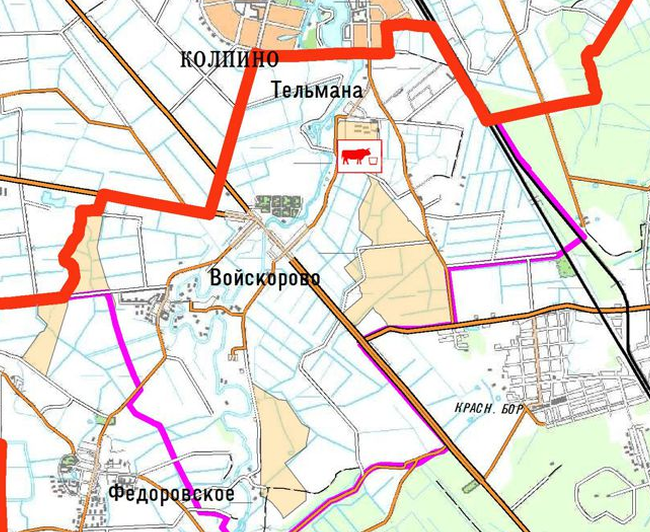 КОЛПИНО
Тельмана
Войскорово
КРАСН. БОР
Федоровское